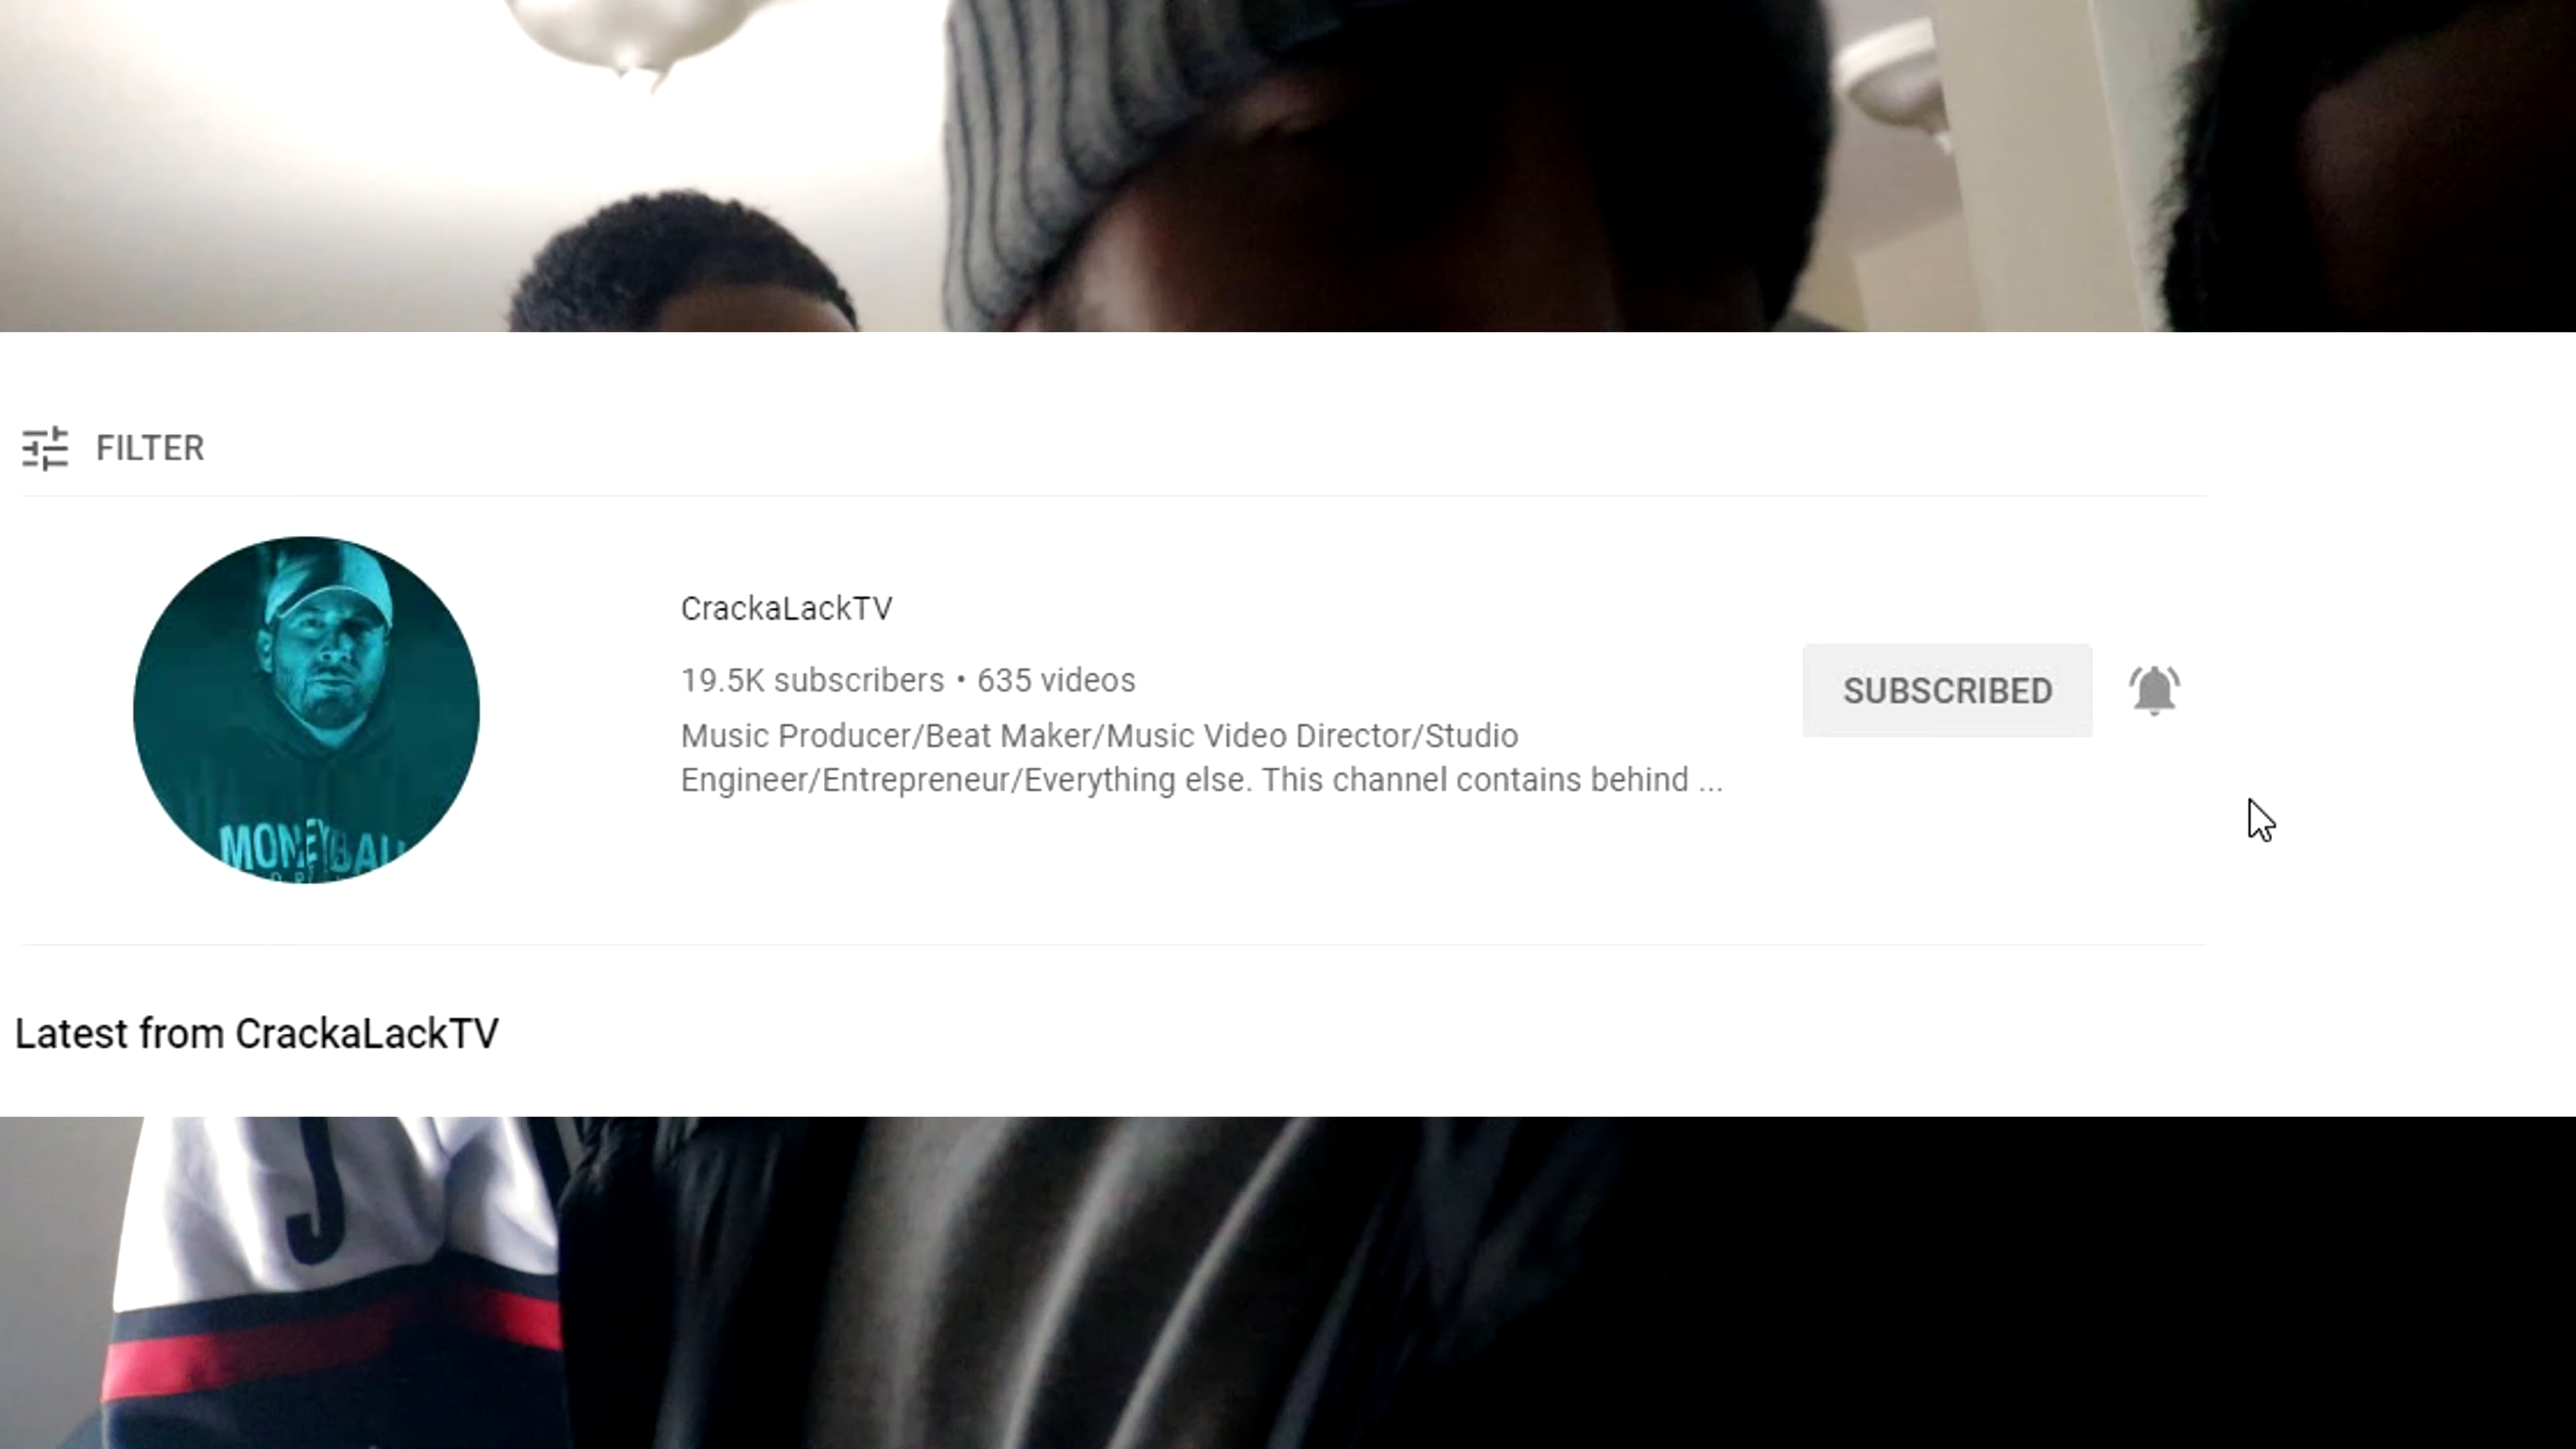 FILTER
CrackaLackTV
19.5K subscribers • 635 videos
SUBSCRIBED
Music Producer/Beat Maker/Music Video Director/Studio
Engineer/Entrepreneur/Everything else. This channel contains behind ...
MONEYBALL
Latest from CrackaLackTV
J